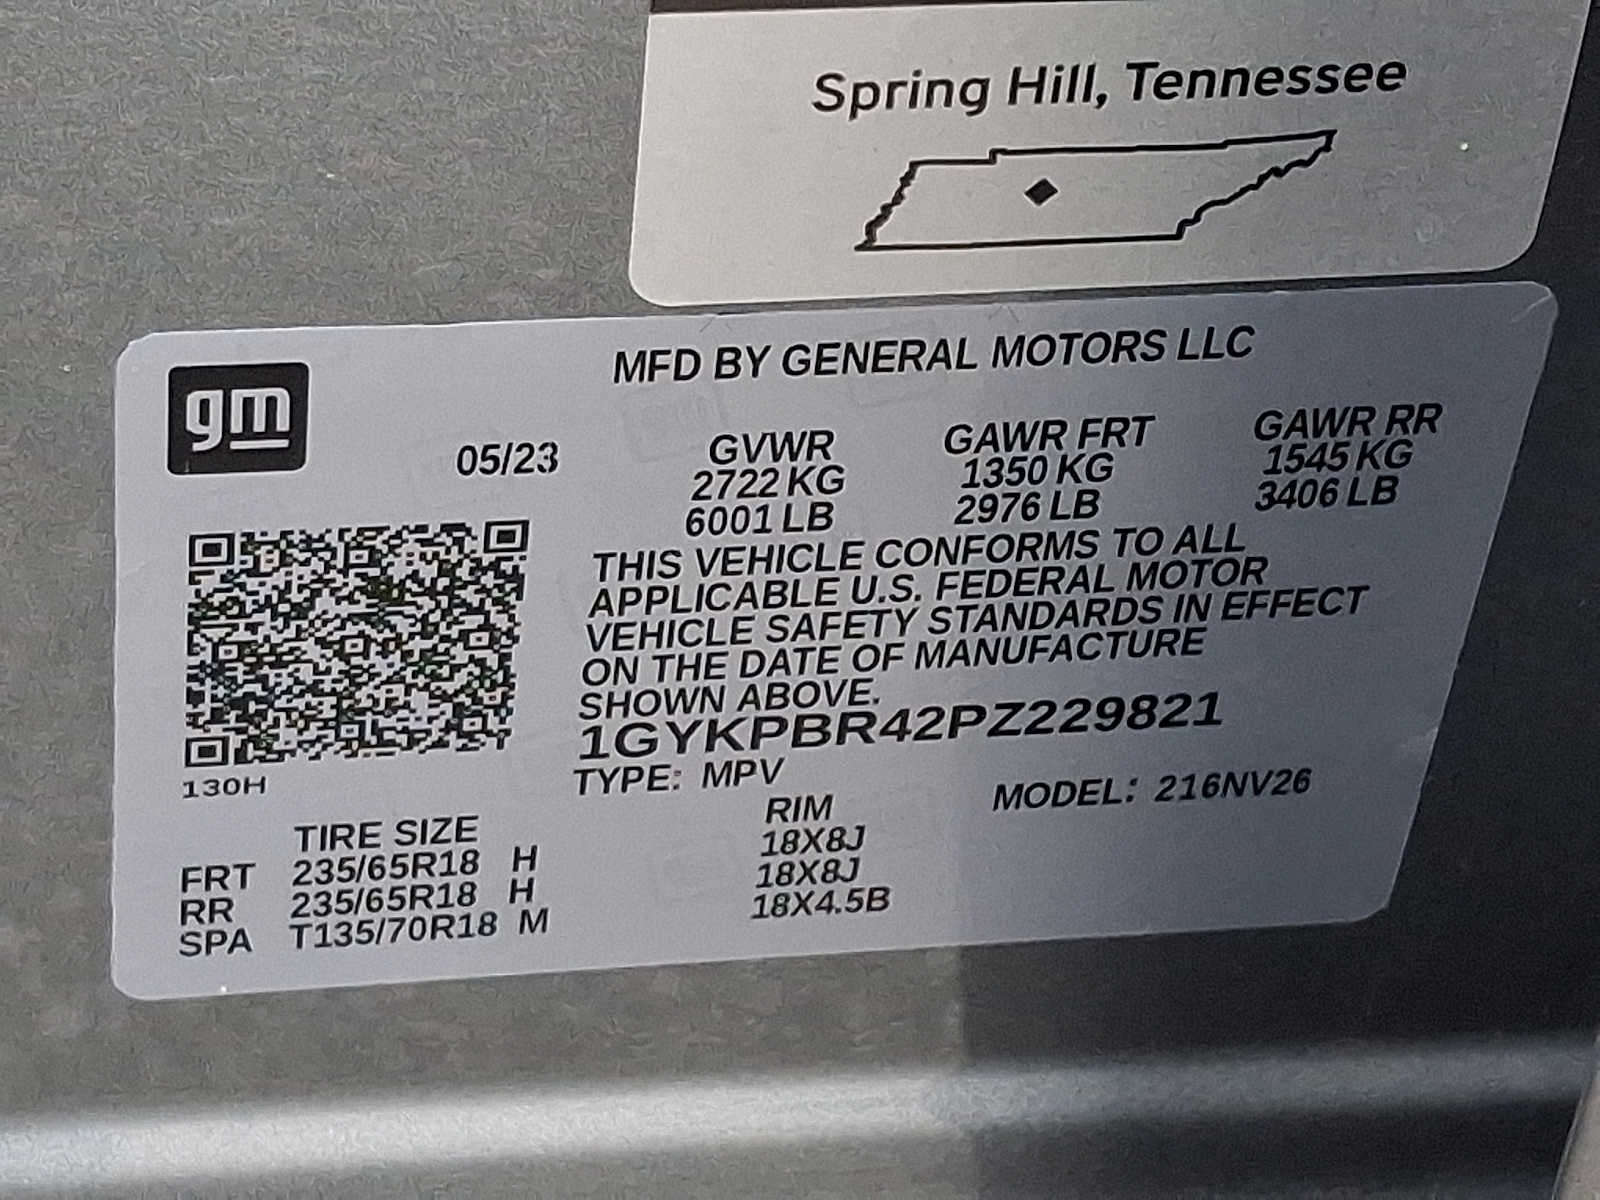 Spring Hill, Tennessee
gm
MFD BY GENERAL MOTORS LLC
05/23
GVWR GAWR FRT GAWR RR
2722 KG 1350 KG 1545 KG
6001 LB 2976 LB 3406 LB
THIS VEHICLE CONFORMS TO ALL
APPLICABLE U.S. FEDERAL MOTOR
VEHICLE SAFETY STANDARDS IN EFFECT
ON THE DATE OF MANUFACTURE
SHOWN ABOVE.
1GYKPBR42PZ229821
130H
TYPE: MPV MODEL: 216NV26
TIRE SIZE RIM
FRT 235/65R18 H 18X8J
RR 235/65R18 H 18X8J
SPA T135/70R18 M 18X4.5B